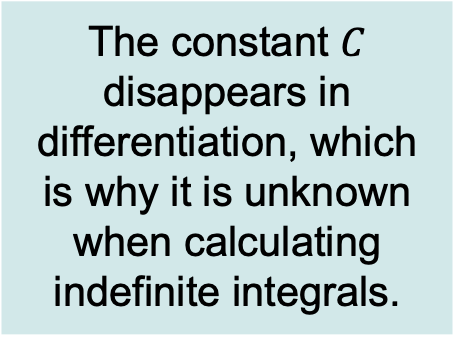 The constant 𝐶
disappears in
differentiation, which
is why it is unknown
when calculating
indefinite integrals.